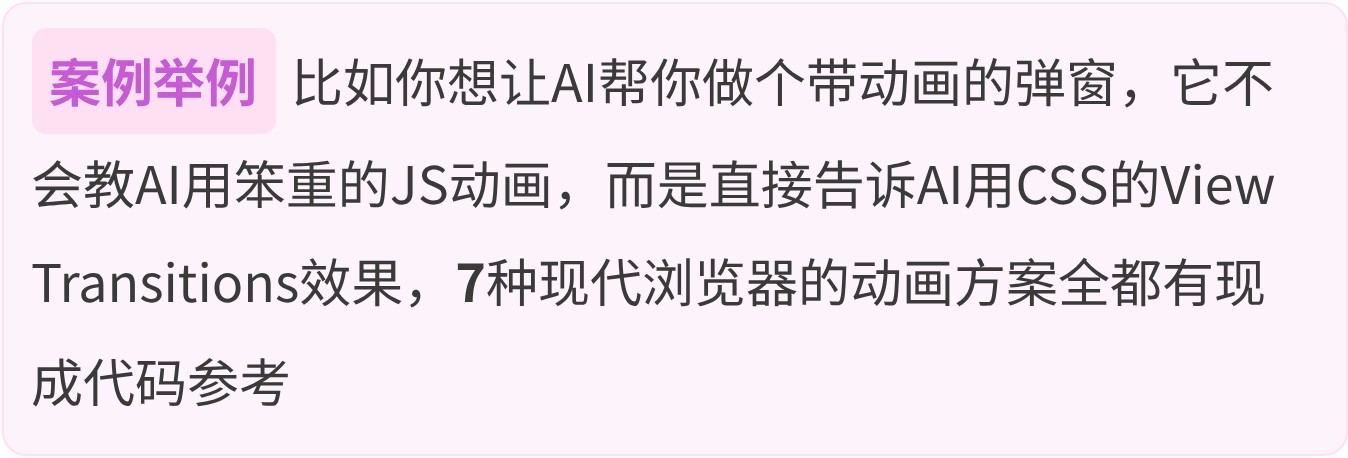 案例举例 比如你想让AI帮你做个带动画的弹窗，它不
会教AI用笨重的JS动画，而是直接告诉AI用CSS的View
Transitions效果，7种现代浏览器的动画方案全都有现
成代码参考